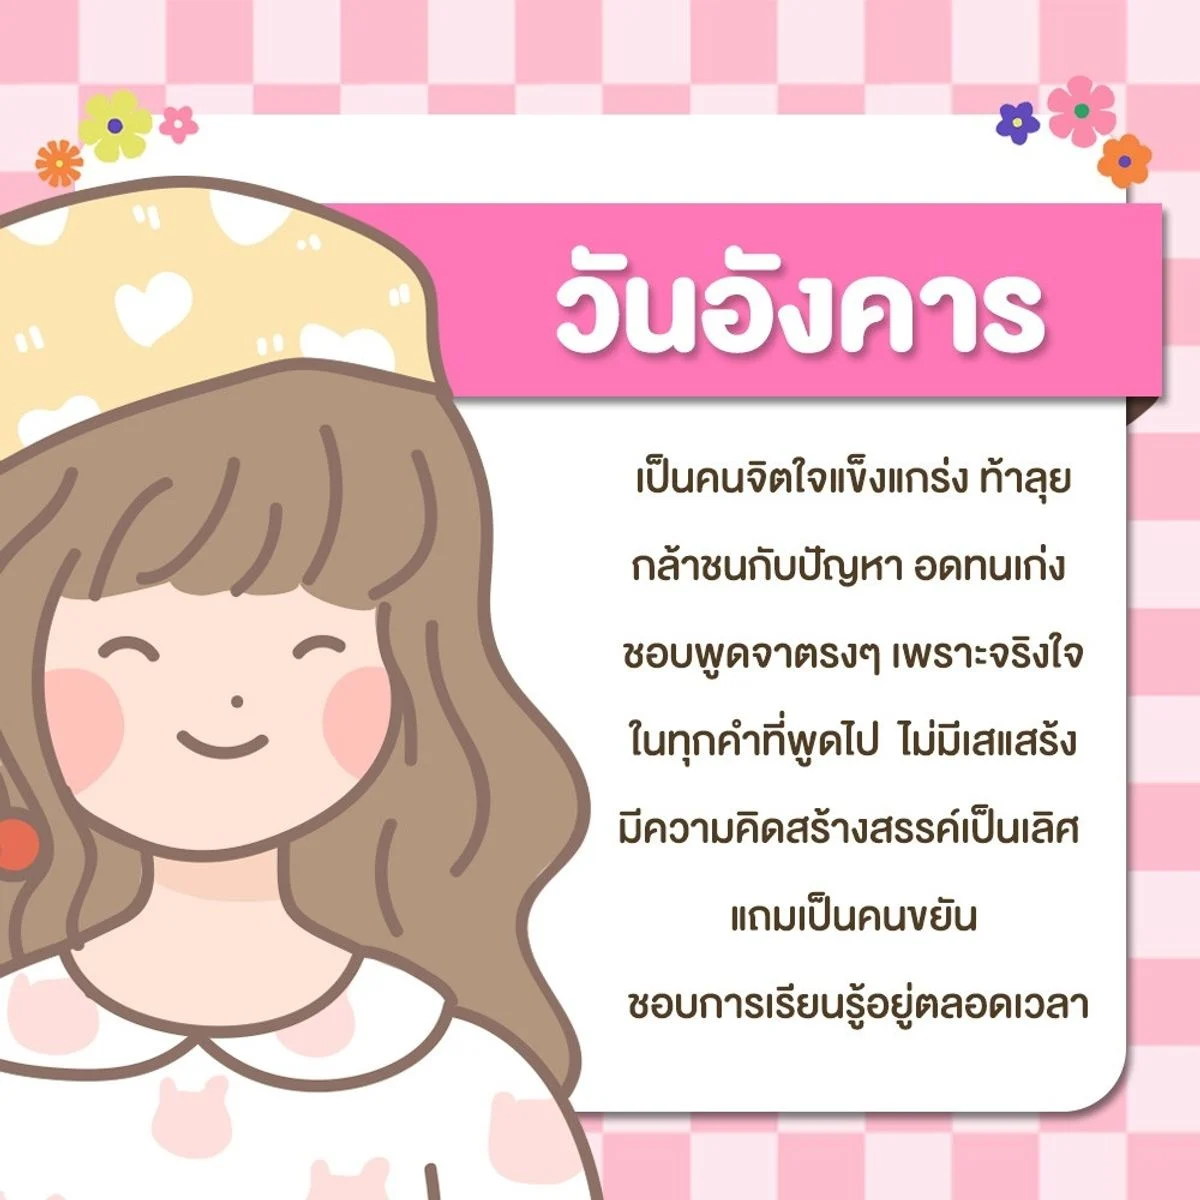 วันอังคาร
เป็นคนจิตใจแข็งแกร่ง ท้าลุย
กล้าชนกับปัญหา อดทนเก่ง
ชอบพูดจาตรงๆ เพราะจริงใจ
ในทุกคำที่พูดไป ไม่มีเสแสร้ง
มีความคิดสร้างสรรค์เป็นเลิศ
แถมเป็นคนขยัน
ชอบการเรียนรู้อยู่ตลอดเวลา